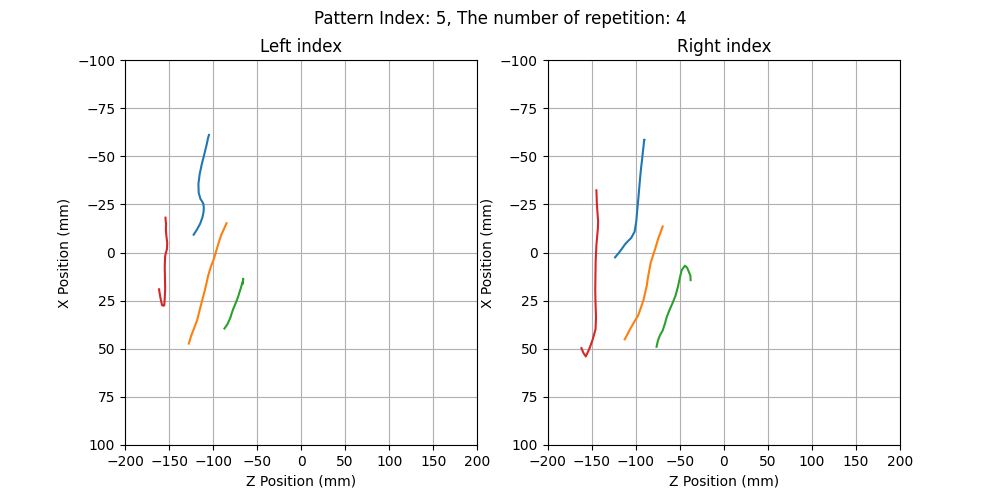 Pattern Index: 5, The number of repetition: 4
Left index
Right index
−100
−75
−50
−25
0
25
50
75
100
−200 −150 −100 −50 0 50 100 150 200
X Position (mm)
Z Position (mm)
−100
−75
−50
−25
0
25
50
75
100
−200 −150 −100 −50 0 50 100 150 200
X Position (mm)
Z Position (mm)